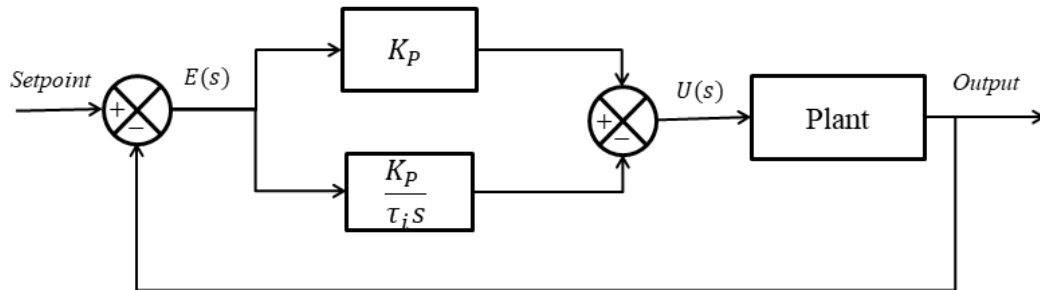 Setpoint
+
−
E(s)
K_P
K_P
τ_i s
+
−
U(s)
Plant
Output